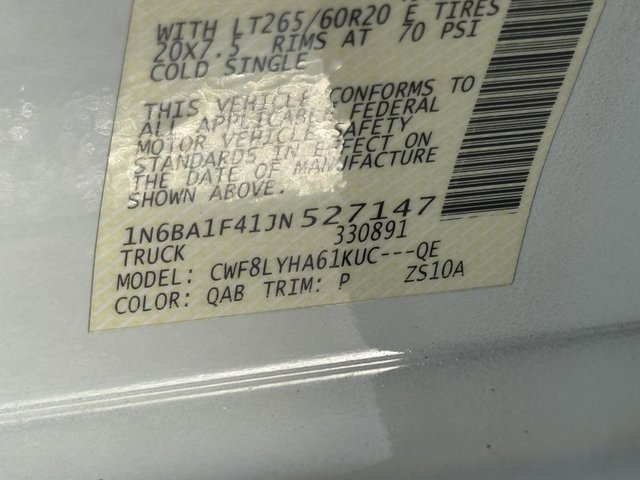 WITH LT265/60R20 E TIRES
20X7.5 RIMS AT 70 PSI
COLD SINGLE
THIS VEHICLE CONFORMS TO
ALL APPLICABLE FEDERAL
MOTOR VEHICLE SAFETY
STANDARDS IN EFFECT ON
THE DATE OF MANUFACTURE
SHOWN ABOVE.
1N6BA1F41JN527147
TRUCK 330891
MODEL: CWF8LYHA61KUC---QE
COLOR: QAB TRIM: P ZS10A